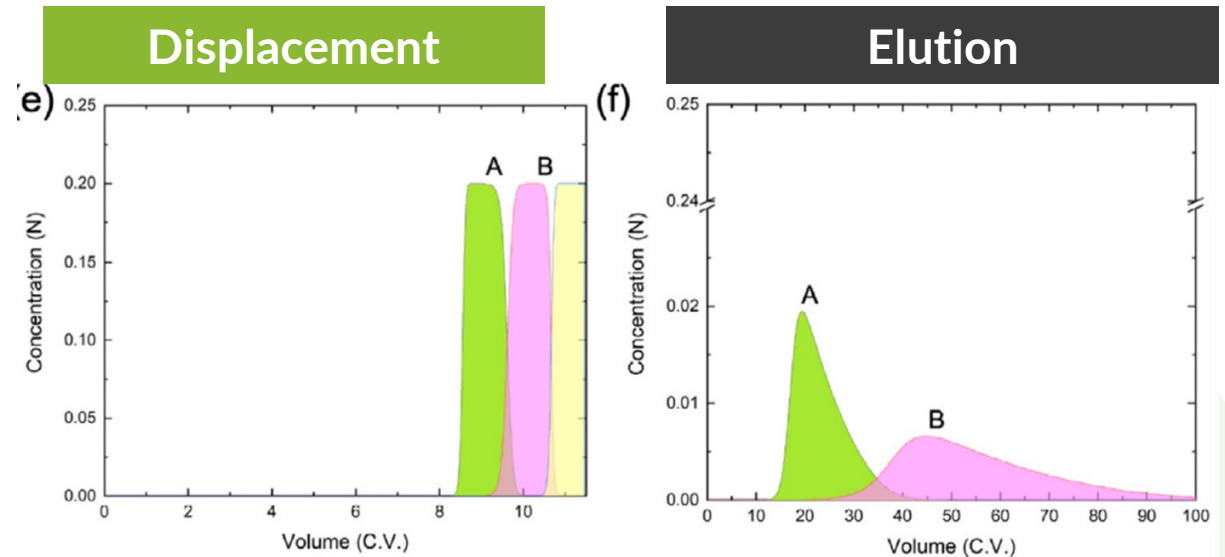 Displacement
Elution
(e)
0.25
0.20
0.15
0.10
0.05
0.00
Concentration (N)
A B
0 2 4 6 8 10
Volume (C.V.)
(f)
0.25
0.24
0.02
0.01
0.00
Concentration (N)
A
B
0 10 20 30 40 50 60 70 80 90 100
Volume (C.V.)